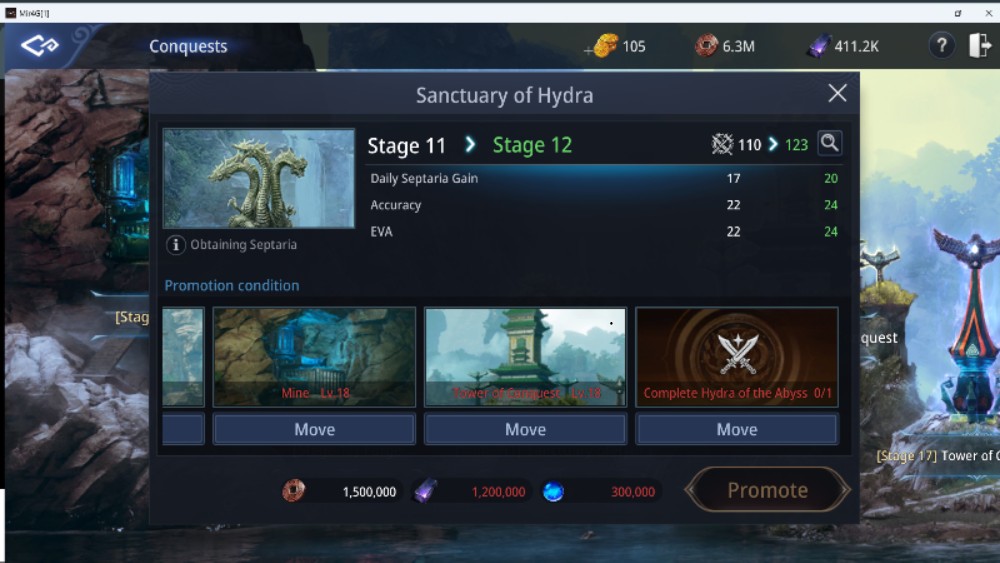 Mir4G[1]
Conquests
105
6.3M
411.2K
?
Sanctuary of Hydra
Stage 11
Stage 12
110
123
Daily Septaria Gain 17 20
Accuracy 22 24
EVA 22 24
Obtaining Septaria
Promotion condition
[Stag
quest
Mine Lv.18
Tower of Conquest Lv.18
Complete Hydra of the Abyss 0/1
Move
Move
Move
[Stage 17] Tower of C
1,500,000
1,200,000
300,000
Promote